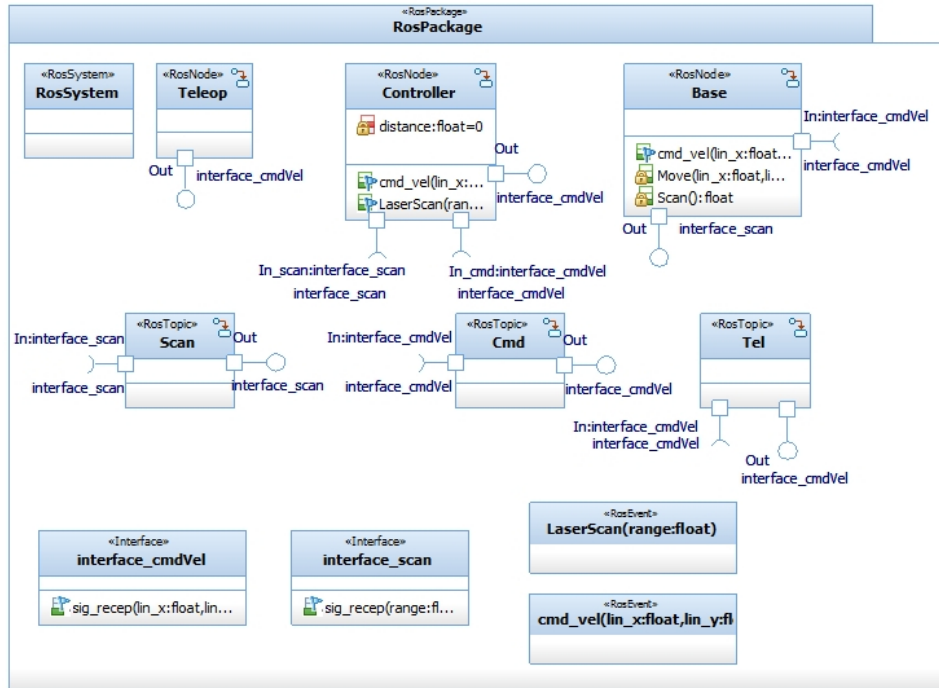 «RosPackage»
RosPackage
«RosSystem»
RosSystem
«RosNode»
Teleop
Out
interface_cmdVel
«RosNode»
Controller
distance:float=0
cmd_vel(lin_x:...
LaserScan(ran...
Out
interface_cmdVel
In_scan:interface_scan
interface_scan
In_cmd:interface_cmdVel
interface_cmdVel
«RosNode»
Base
cmd_vel(lin_x:float...
Move(lin_x:float,li...
Scan():float
In:interface_cmdVel
interface_cmdVel
Out
interface_scan
«RosTopic»
Scan
In:interface_scan
interface_scan
Out
interface_scan
«RosTopic»
Cmd
In:interface_cmdVel
interface_cmdVel
Out
interface_cmdVel
«RosTopic»
Tel
In:interface_cmdVel
interface_cmdVel
Out
interface_cmdVel
«Interface»
interface_cmdVel
sig_recep(lin_x:float,lin...
«Interface»
interface_scan
sig_recep(range:fl...
«RosEvent»
LaserScan(range:float)
«RosEvent»
cmd_vel(lin_x:float,lin_y:fl